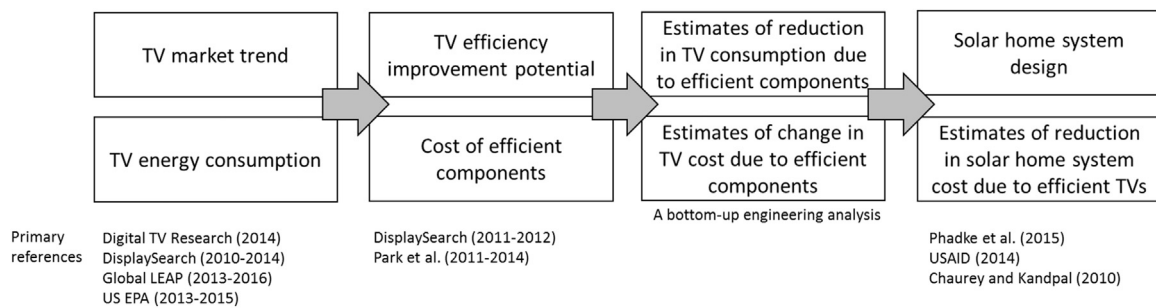 TV market trend
TV energy consumption
TV efficiency
improvement potential
Cost of efficient
components
Estimates of reduction
in TV consumption due
to efficient components
Estimates of change in
TV cost due to efficient
components
A bottom-up engineering analysis
Solar home system
design
Estimates of reduction
in solar home system
cost due to efficient TVs
Primary
references
Digital TV Research (2014)
DisplaySearch (2010-2014)
Global LEAP (2013-2016)
US EPA (2013-2015)
DisplaySearch (2011-2012)
Park et al. (2011-2014)
Phadke et al. (2015)
USAID (2014)
Chaurey and Kandpal (2010)